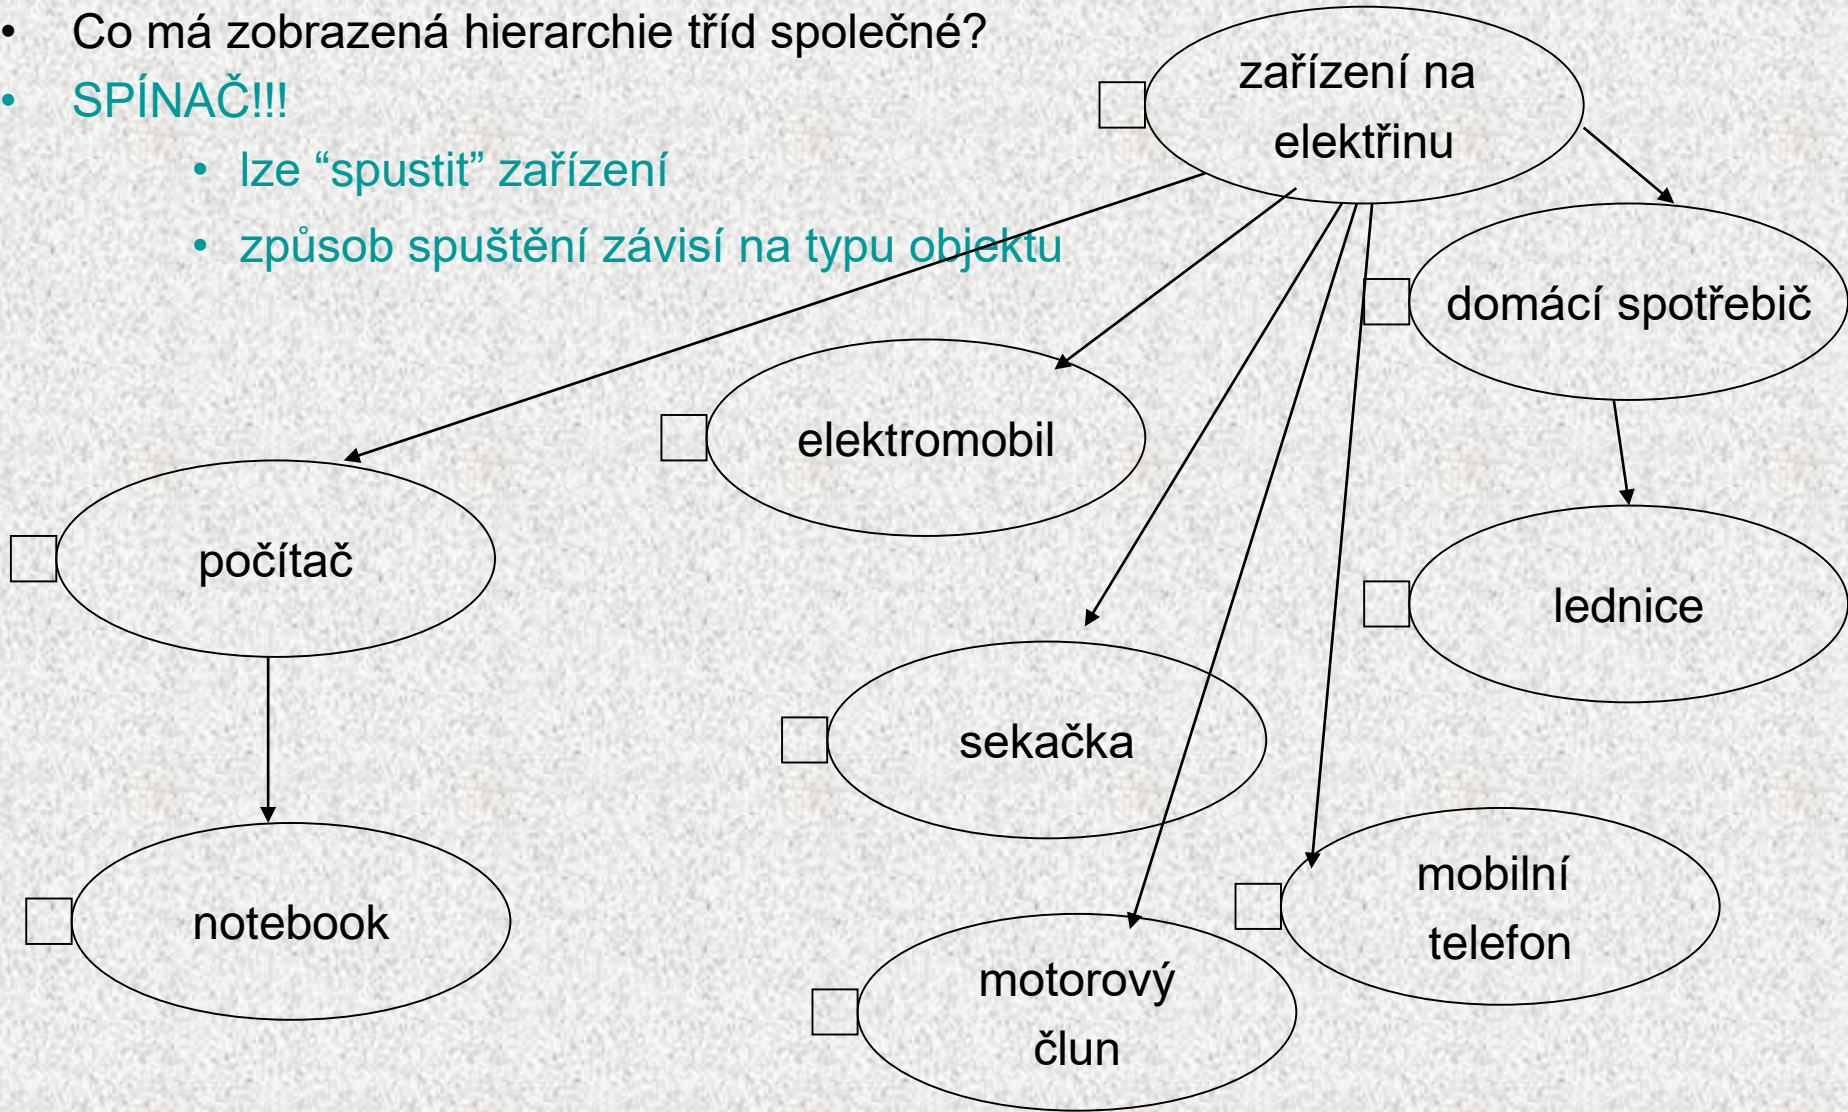 • Co má zobrazená hierarchie tříd společné?
• SPÍNAČ!!!
• lze “spustit” zařízení
• způsob spuštění závisí na typu objektu
zařízení na
elektřinu
domácí spotřebič
elektromobil
počítač
lednice
sekačka
mobilní
telefon
notebook
motorový
člun